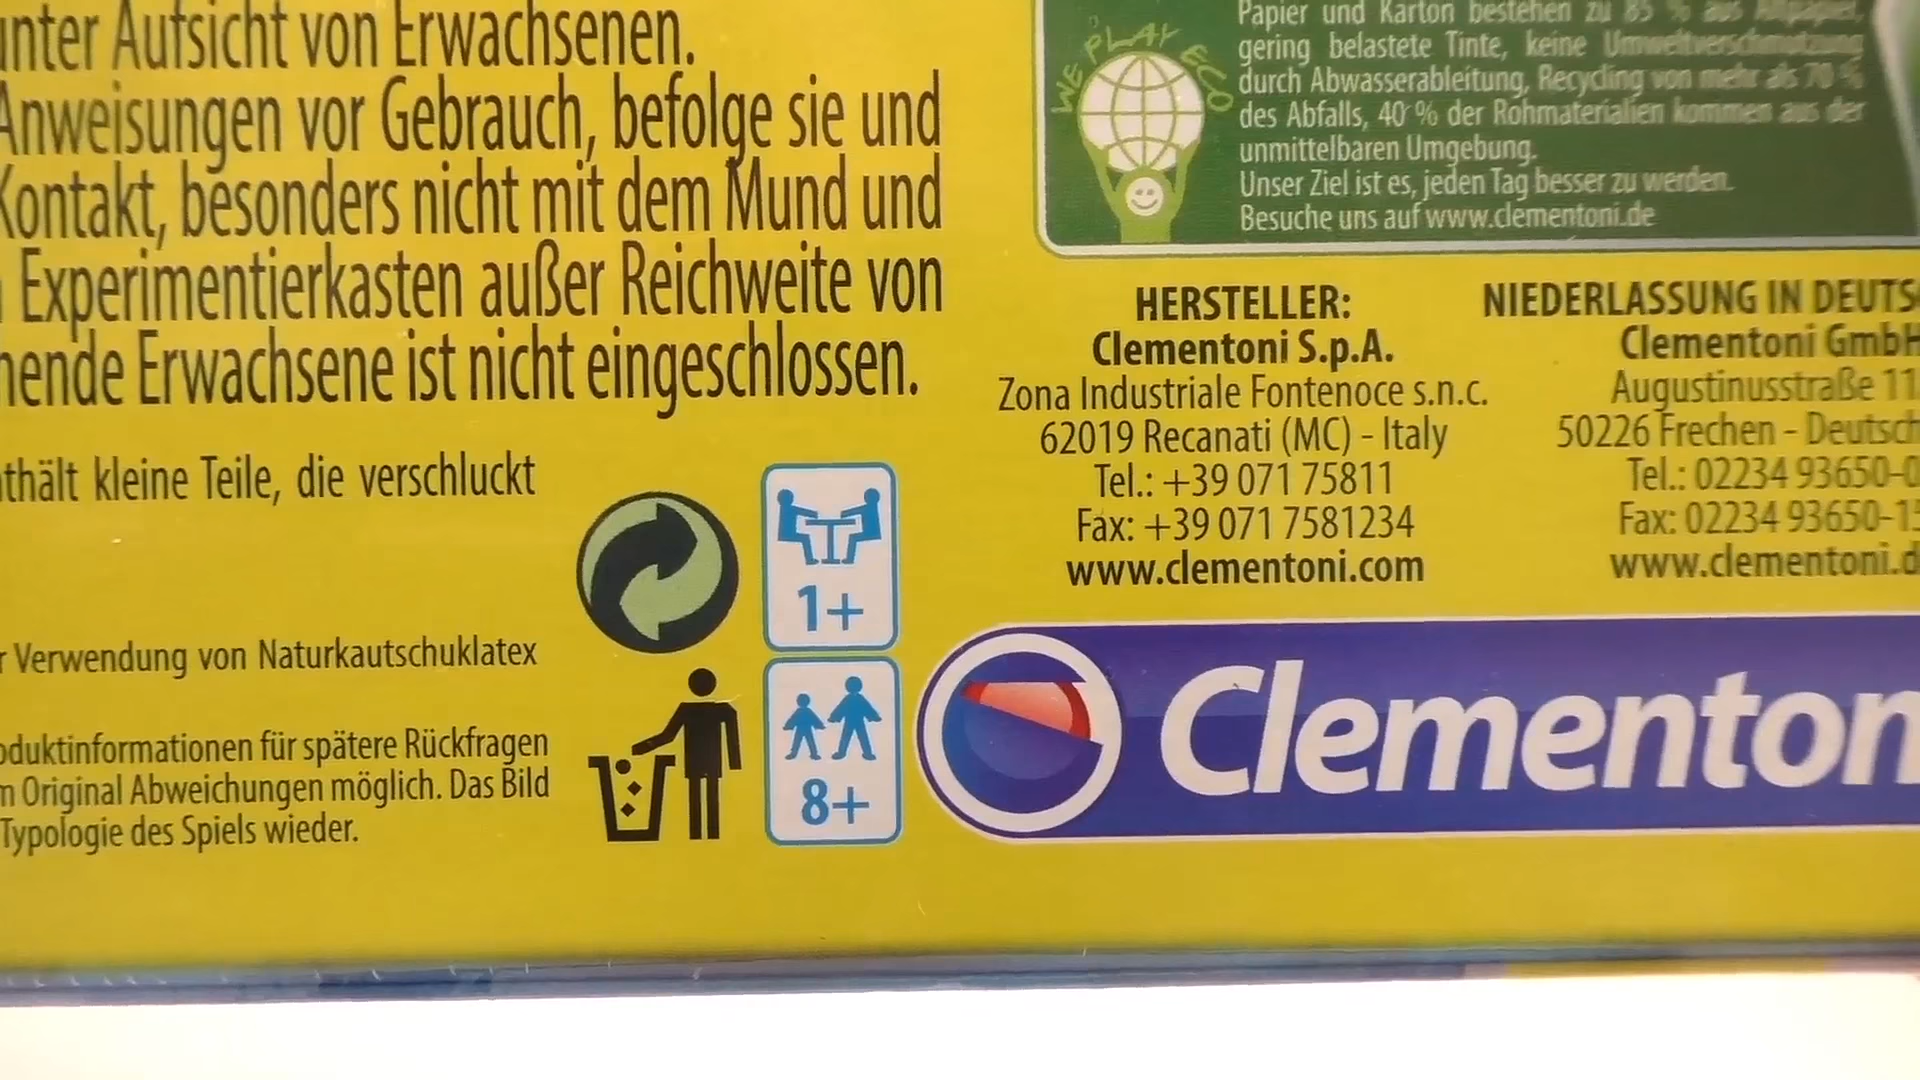 unter Aufsicht von Erwachsenen.
Anweisungen vor Gebrauch, befolge sie und
Kontakt, besonders nicht mit dem Mund und
Experimentierkasten außer Reichweite von
hende Erwachsene ist nicht eingeschlossen.
thält kleine Teile, die verschluckt
r Verwendung von Naturkautschuklatex
oduktinformationen für spätere Rückfragen
m Original Abweichungen möglich. Das Bild
Typologie des Spiels wieder.
1+
8+
WE PLAY ECO
Papier und Karton bestehen zu 85 % aus Altpapier,
gering belastete Tinte, keine Umweltverschmutzung
durch Abwasserableitung, Recycling von mehr als 70 %
des Abfalls, 40 % der Rohmaterialien kommen aus der
unmittelbaren Umgebung.
Unser Ziel ist es, jeden Tag besser zu werden.
Besuche uns auf www.clementoni.de
HERSTELLER:
Clementoni S.p.A.
Zona Industriale Fontenoce s.n.c.
62019 Recanati (MC) - Italy
Tel.: +39 071 75811
Fax: +39 071 7581234
www.clementoni.com
NIEDERLASSUNG IN DEUTS
Clementoni GmbH
Augustinusstraße 11
50226 Frechen - Deutsch
Tel.: 02234 93650-0
Fax: 02234 93650-15
www.clementoni.d
Clementon